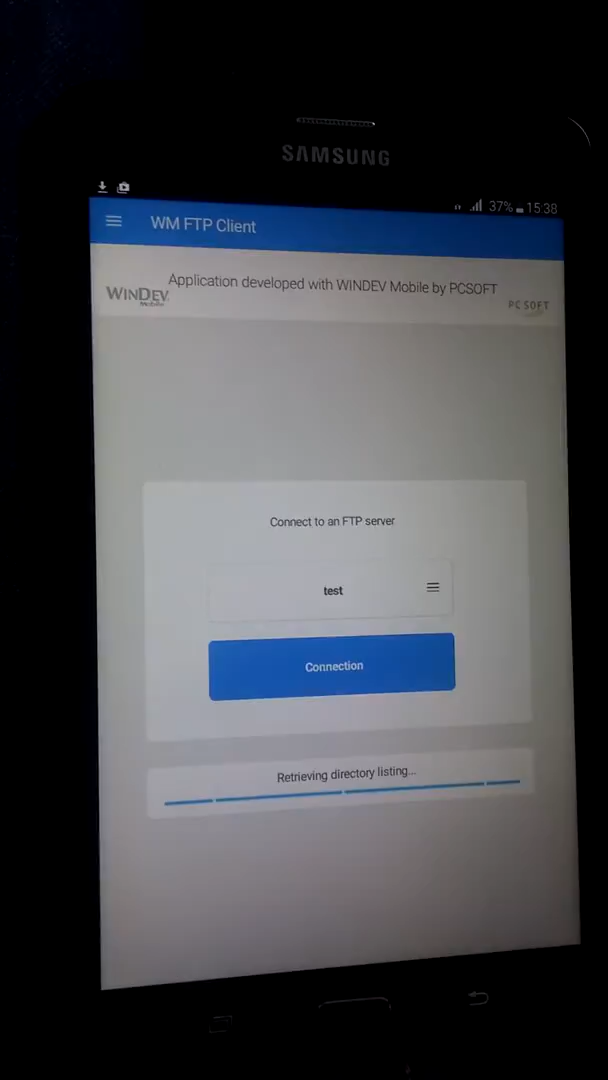 SAMSUNG
37% 15:38
WM FTP Client
Application developed with WINDEV Mobile by PCSOFT
WINDEV
Mobile
PC SOFT
Connect to an FTP server
test
Connection
Retrieving directory listing...